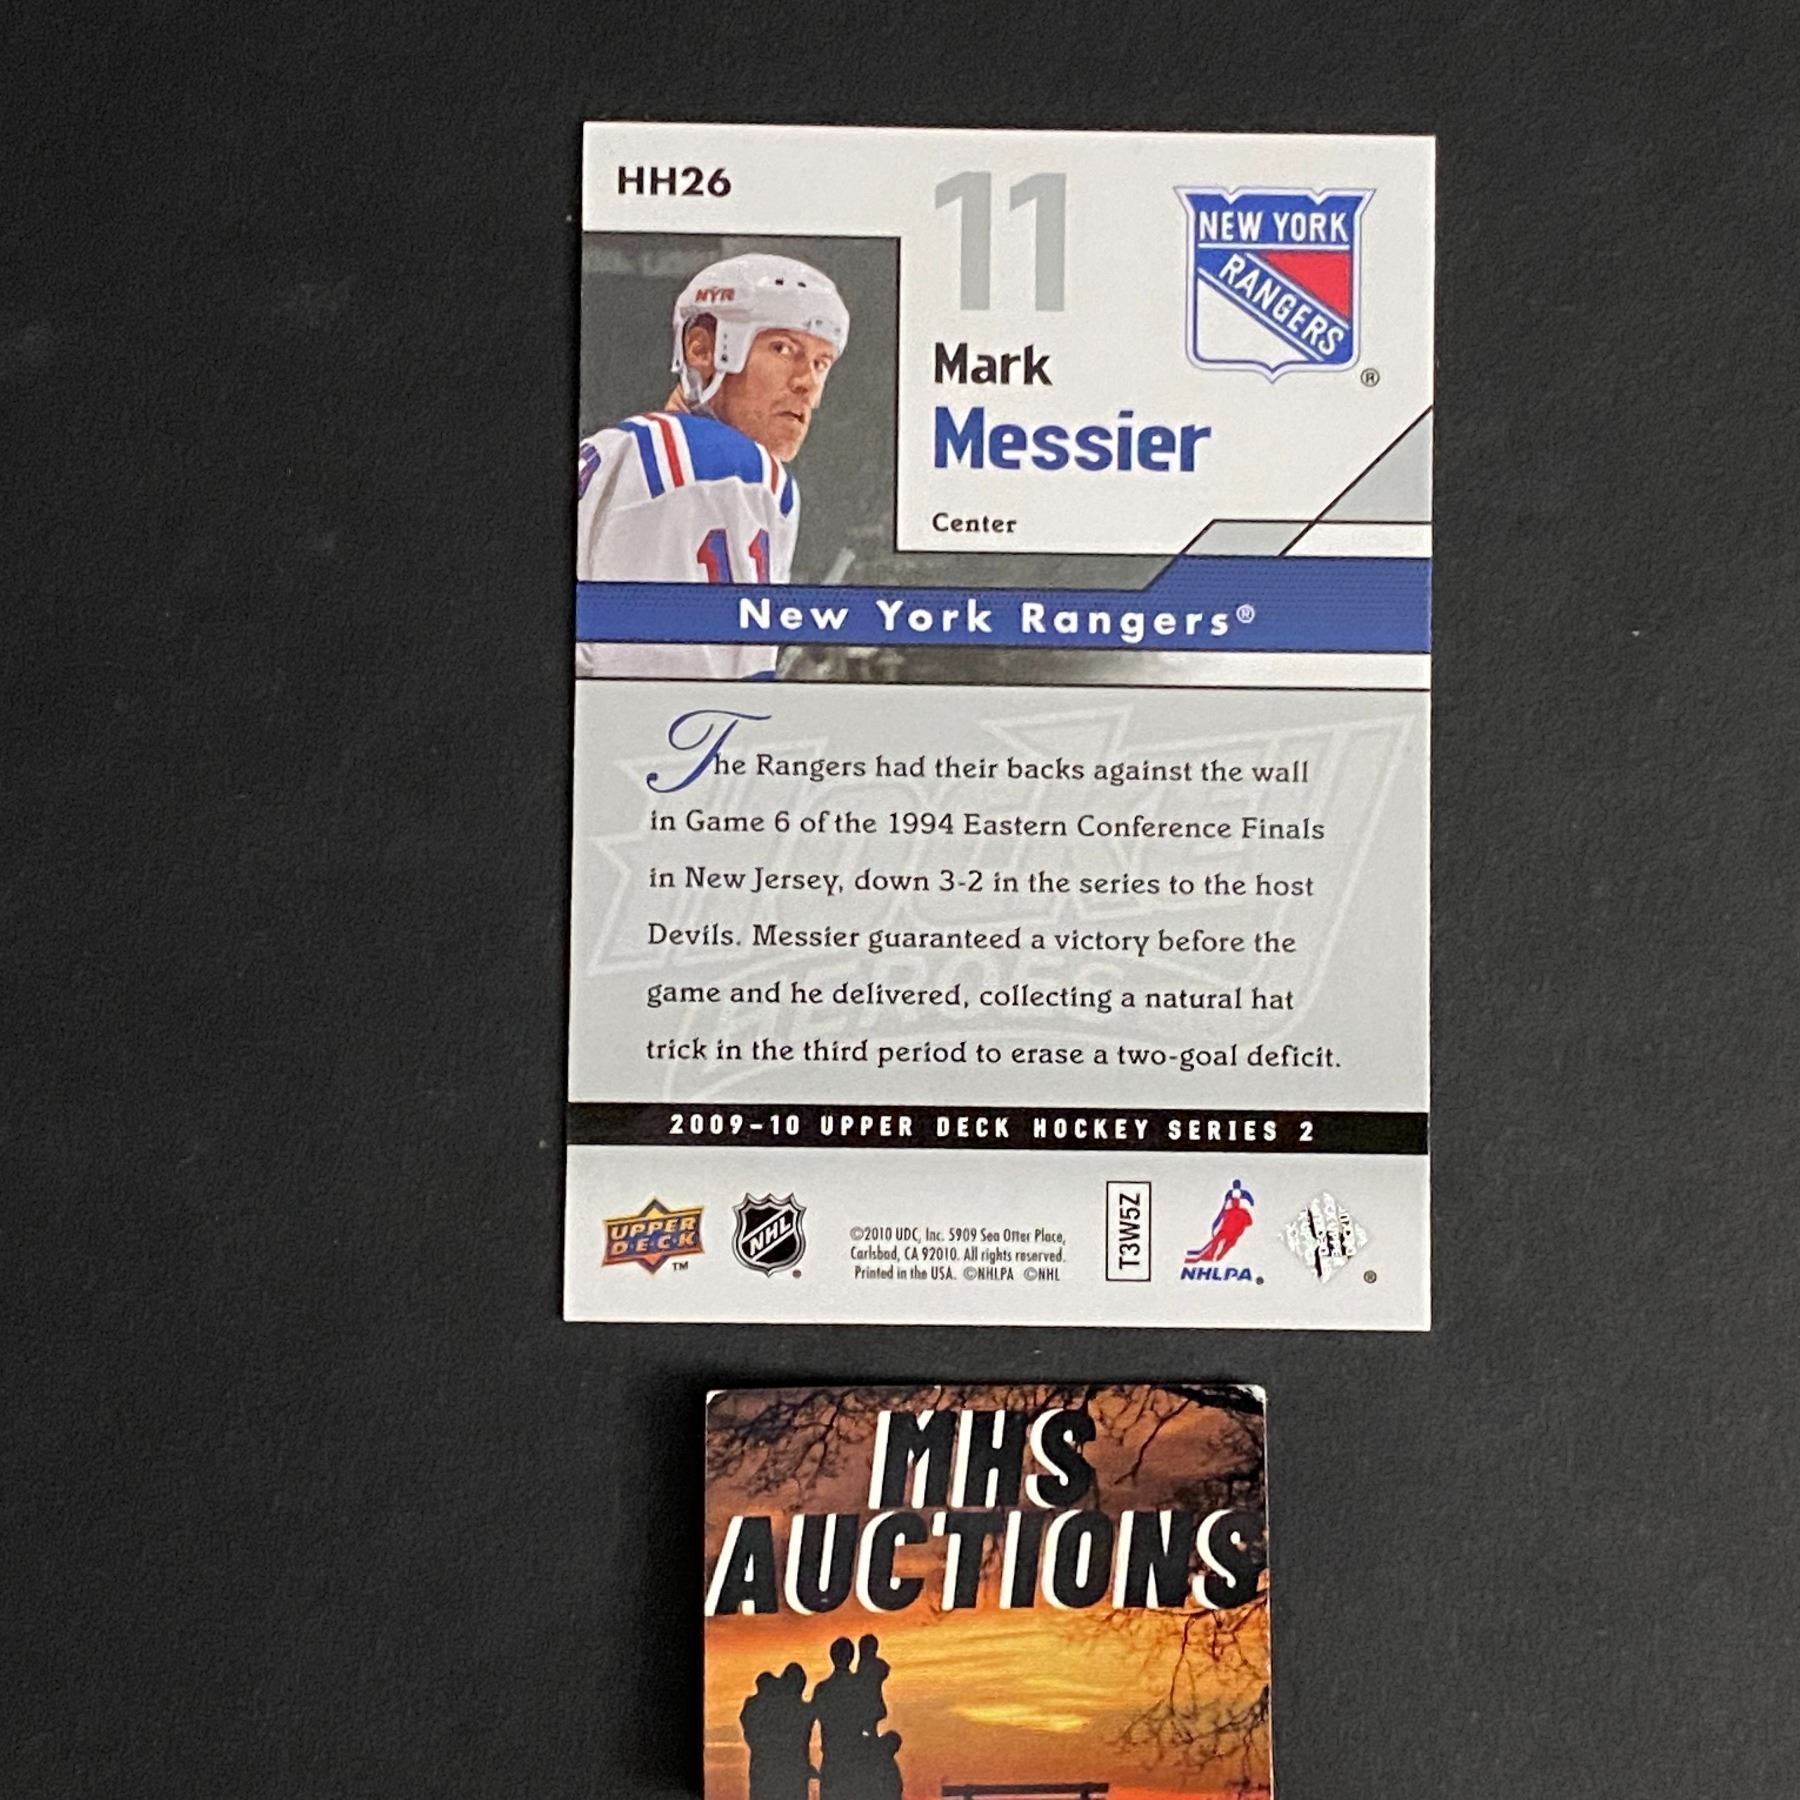 HH26
11
NEW YORK
RANGERS
®
NYR
Mark
Messier
Center
11
New York Rangers®
The Rangers had their backs against the wall
in Game 6 of the 1994 Eastern Conference Finals
in New Jersey, down 3-2 in the series to the host
Devils. Messier guaranteed a victory before the
game and he delivered, collecting a natural hat
trick in the third period to erase a two-goal deficit.
HOCKEY
HEROES
2009-10 UPPER DECK HOCKEY SERIES 2
UPPER
DECK
TM
NHL
©2010 UDC, Inc. 5909 Sea Otter Place,
Carlsbad, CA 92010. All rights reserved.
Printed in the USA. ©NHLPA ©NHL
T3W5Z
NHLPA®
®
MHS
AUCTIONS